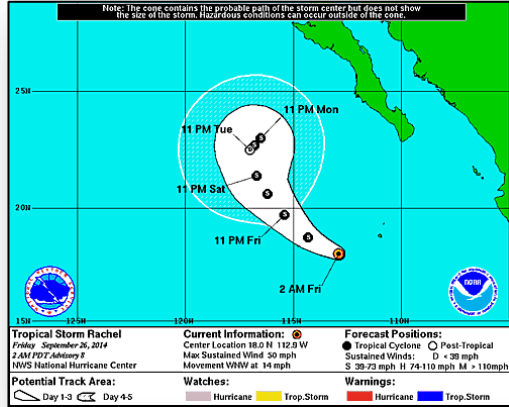 Note: The cone contains the probable path of the storm center but does not show
the size of the storm. Hazardous conditions can occur outside of the cone.
25N
11 PM Mon
11 PM Tue
11 PM Sat
20N
11 PM Fri
2 AM Fri
NOAA
15N
120W
115W
110W
Tropical Storm Rachel
Friday September 26, 2014
2 AM PDT Advisory 8
NWS National Hurricane Center
Current Information:
Center Location 18.0 N 112.9 W
Max Sustained Wind 50 mph
Movement WNW at 14 mph
Forecast Positions:
Tropical Cyclone Post-Tropical
Sustained Winds: D < 39 mph
S 39-73 mph H 74-110 mph M > 110mph
Potential Track Area:
Day 1-3 Day 4-5
Watches:
Hurricane Trop.Storm
Warnings:
Hurricane Trop.Storm